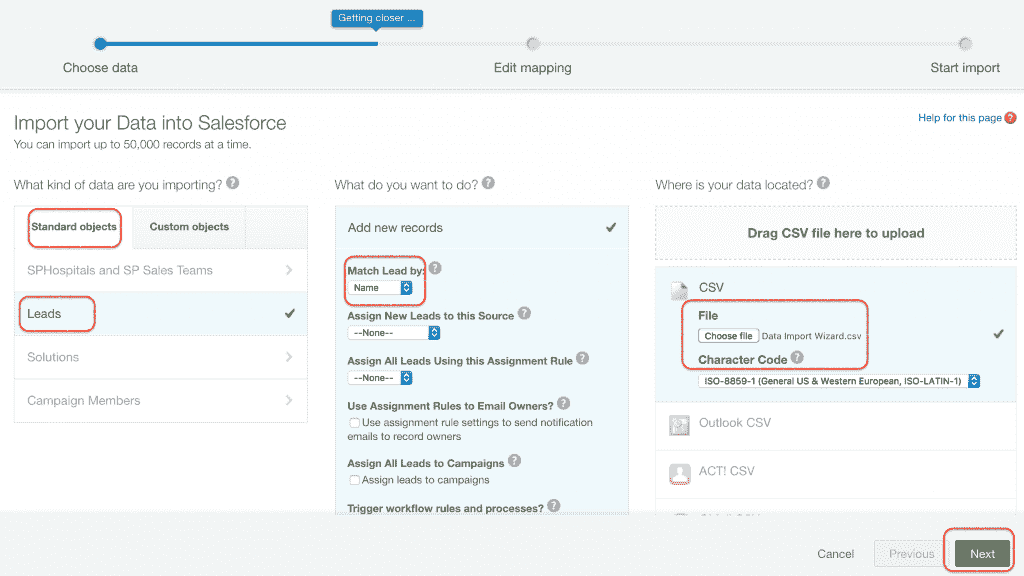 Getting closer ...
Choose data
Edit mapping
Start import
Import your Data into Salesforce
Help for this page ?
You can import up to 50,000 records at a time.
What kind of data are you importing? ?
Standard objects
Custom objects
SPHospitals and SP Sales Teams
Leads
Solutions
Campaign Members
What do you want to do? ?
Add new records
Match Lead by: ?
Name
Assign New Leads to this Source ?
--None--
Assign All Leads Using this Assignment Rule ?
--None--
Use Assignment Rules to Email Owners? ?
Use assignment rule settings to send notification
emails to record owners
Assign All Leads to Campaigns ?
Assign leads to campaigns
Trigger workflow rules and processes? ?
Where is your data located? ?
Drag CSV file here to upload
CSV
File
Choose file Data Import Wizard.csv
Character Code ?
ISO-8859-1 (General US & Western European, ISO-LATIN-1)
Outlook CSV
ACT! CSV
Cancel
Previous
Next